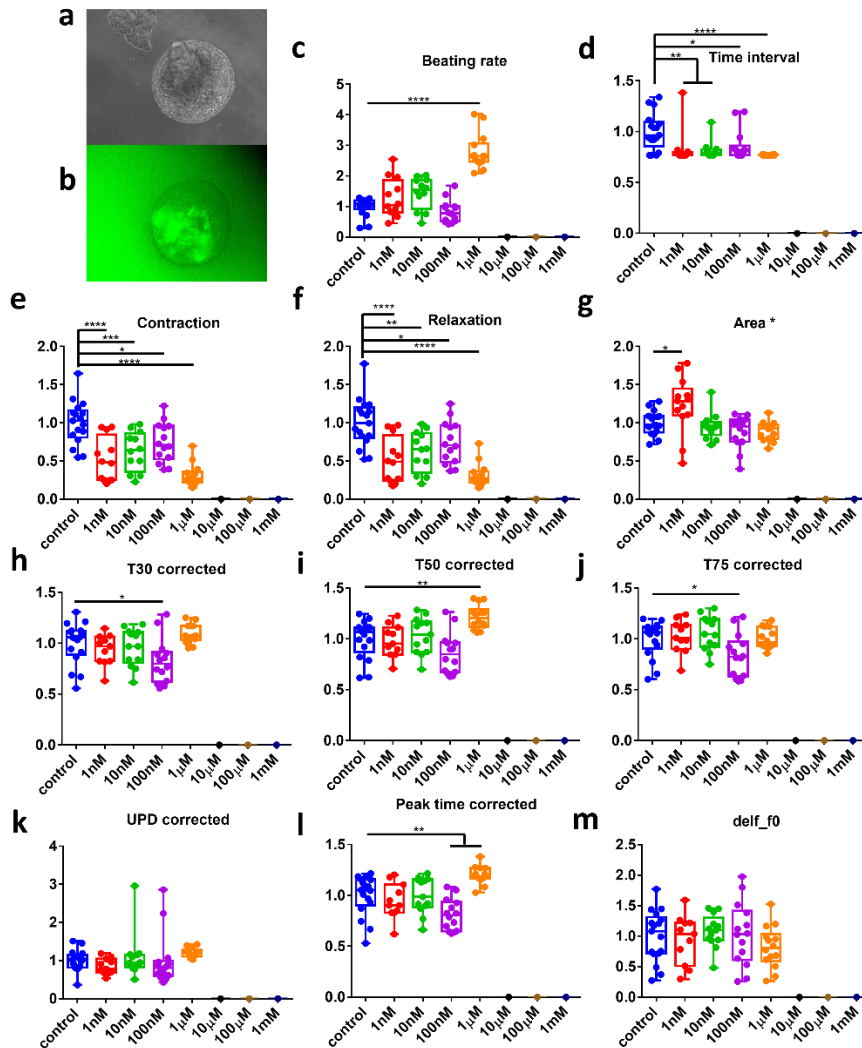 a
b
c
Beating rate
****
5
4
3
2
1
0
control 1nM 10nM 100nM 1µM 10µM 100µM 1mM
d
****
*
**
Time interval
1.5
1.0
0.5
0.0
control 1nM 10nM 100nM 1µM 10µM 100µM 1mM
e
Contraction
****
***
*
****
2.0
1.5
1.0
0.5
0.0
control 1nM 10nM 100nM 1µM 10µM 100µM 1mM
f
Relaxation
****
**
*
****
2.0
1.5
1.0
0.5
0.0
control 1nM 10nM 100nM 1µM 10µM 100µM 1mM
g
Area *
*
2.0
1.5
1.0
0.5
0.0
control 1nM 10nM 100nM 1µM 10µM 100µM 1mM
h
T30 corrected
*
1.5
1.0
0.5
0.0
control 1nM 10nM 100nM 1µM 10µM 100µM 1mM
i
T50 corrected
**
1.5
1.0
0.5
0.0
control 1nM 10nM 100nM 1µM 10µM 100µM 1mM
j
T75 corrected
*
1.5
1.0
0.5
0.0
control 1nM 10nM 100nM 1µM 10µM 100µM 1mM
k
UPD corrected
4
3
2
1
0
control 1nM 10nM 100nM 1µM 10µM 100µM 1mM
l
Peak time corrected
**
1.5
1.0
0.5
0.0
control 1nM 10nM 100nM 1µM 10µM 100µM 1mM
m
delf_f0
2.5
2.0
1.5
1.0
0.5
0.0
control 1nM 10nM 100nM 1µM 10µM 100µM 1mM